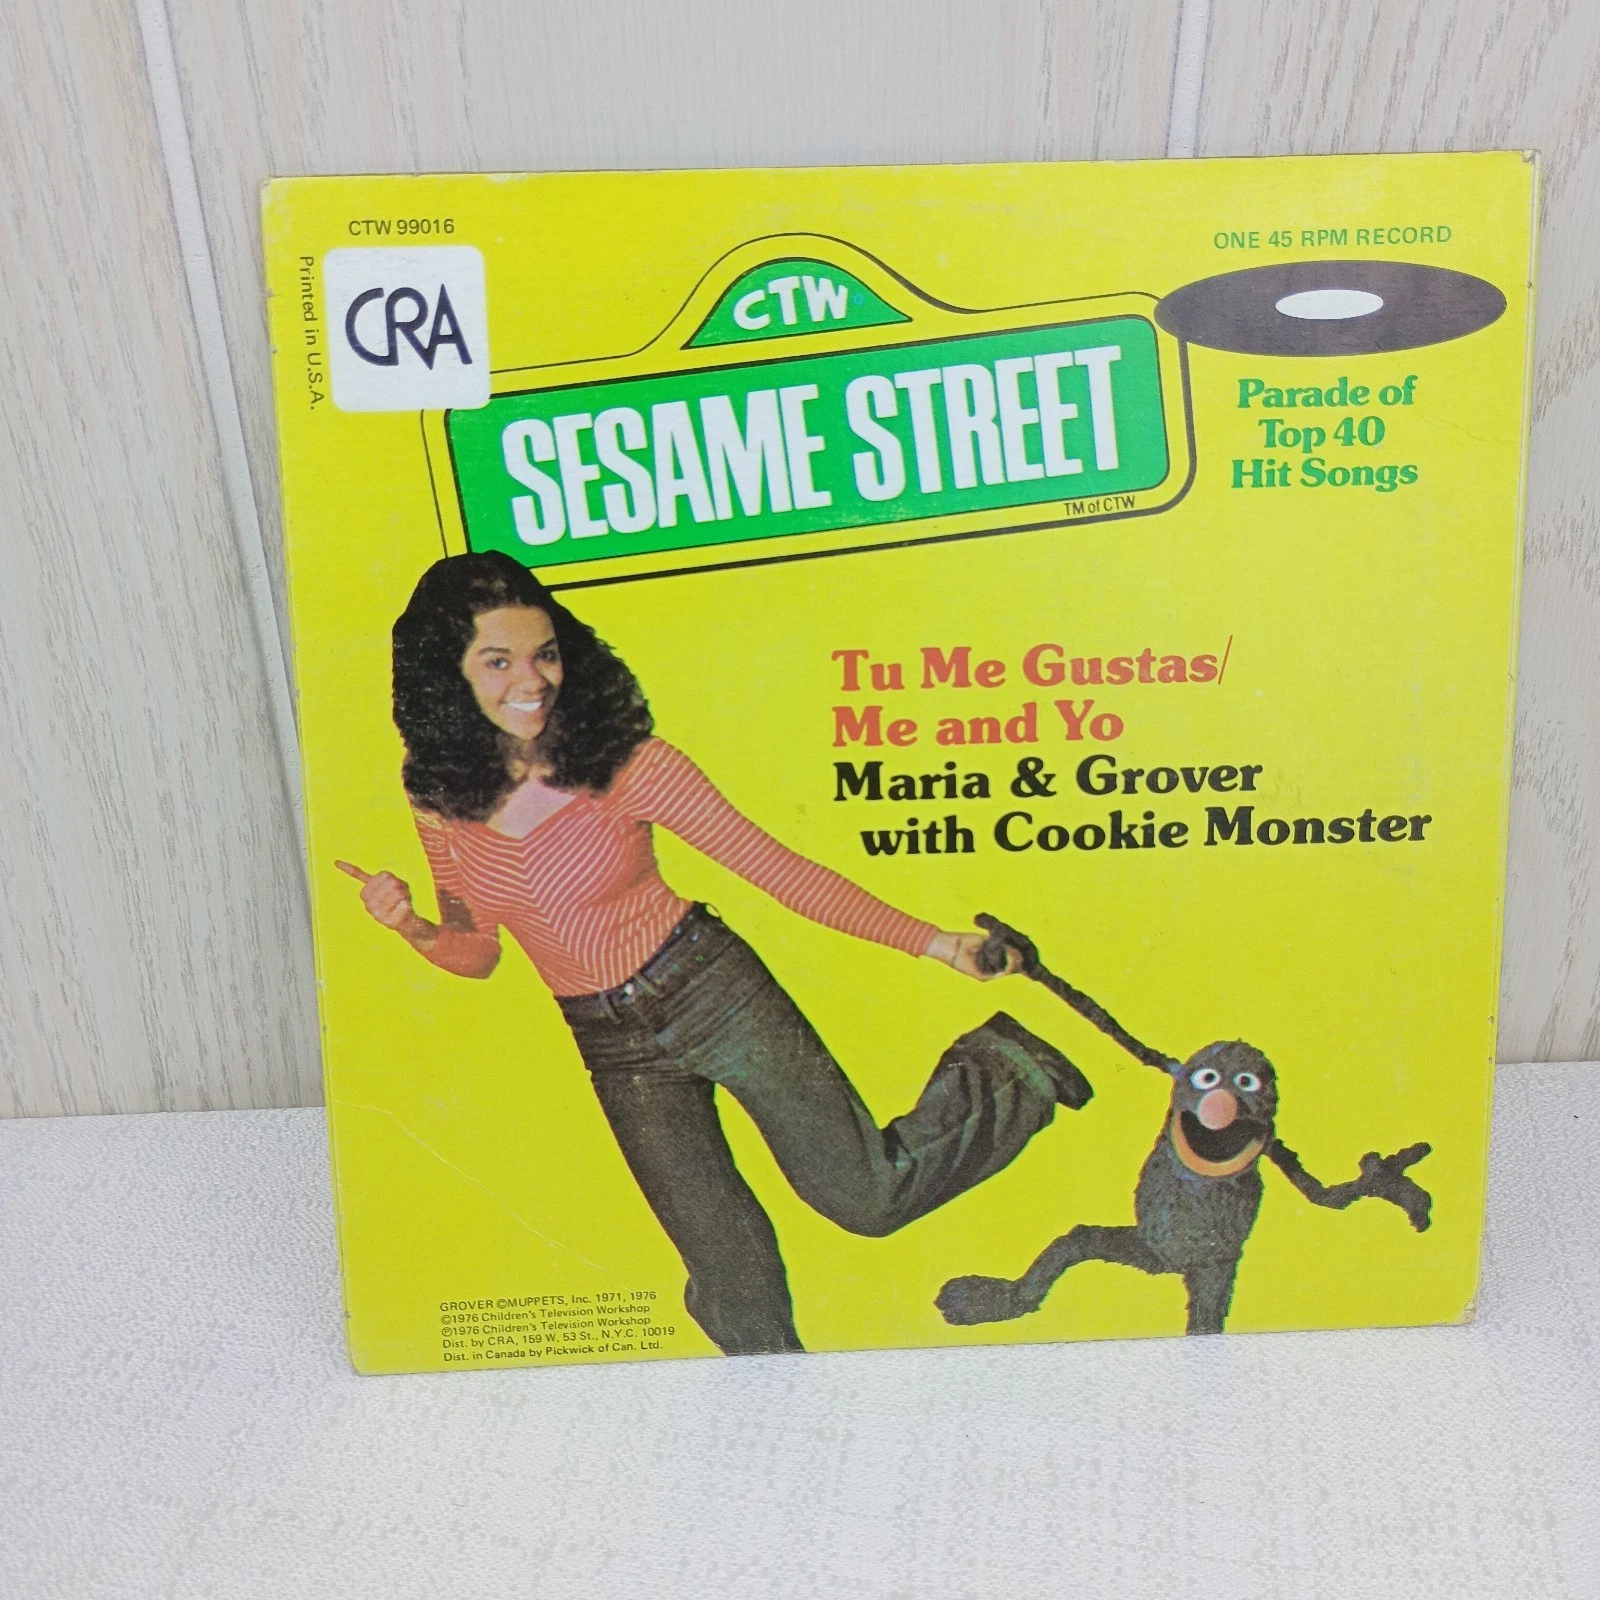 CTW 99016
Printed in U.S.A.
CRA
ONE 45 RPM RECORD
CTW
SESAME STREET
TM of CTW
Parade of
Top 40
Hit Songs
Tu Me Gustas/
Me and Yo
Maria & Grover
with Cookie Monster
GROVER ©MUPPETS, Inc. 1971, 1976
©1976 Children's Television Workshop
℗1976 Children's Television Workshop
Dist. by CRA, 159 W. 53 St., N.Y.C. 10019
Dist. in Canada by Pickwick of Can. Ltd.